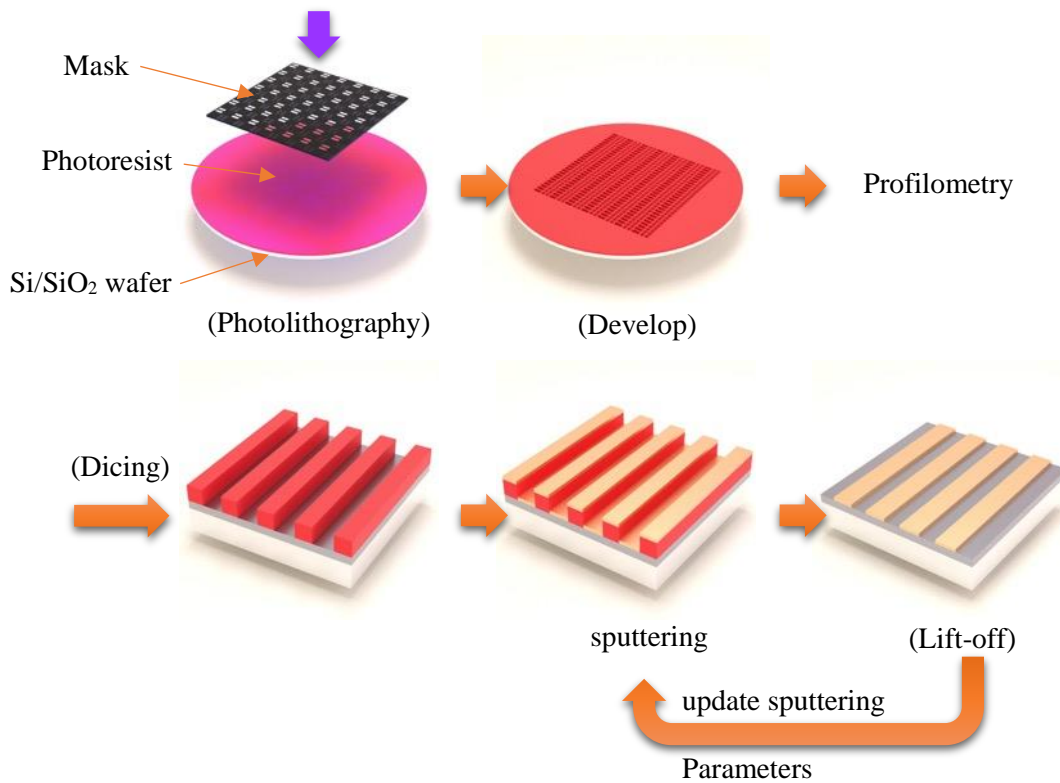 Mask
Photoresist
Si/SiO₂ wafer
(Photolithography)
(Develop)
Profilometry
(Dicing)
sputtering
(Lift-off)
update sputtering
Parameters